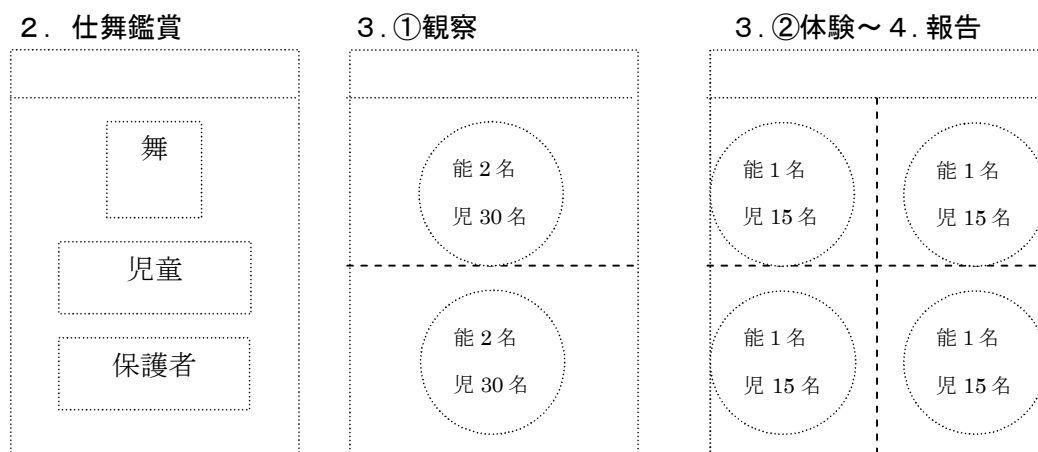 ２．仕舞鑑賞
舞
児童
保護者
３.①観察
能 2 名
児 30 名
能 2 名
児 30 名
３.②体験～４.報告
能 1 名
児 15 名
能 1 名
児 15 名
能 1 名
児 15 名
能 1 名
児 15 名